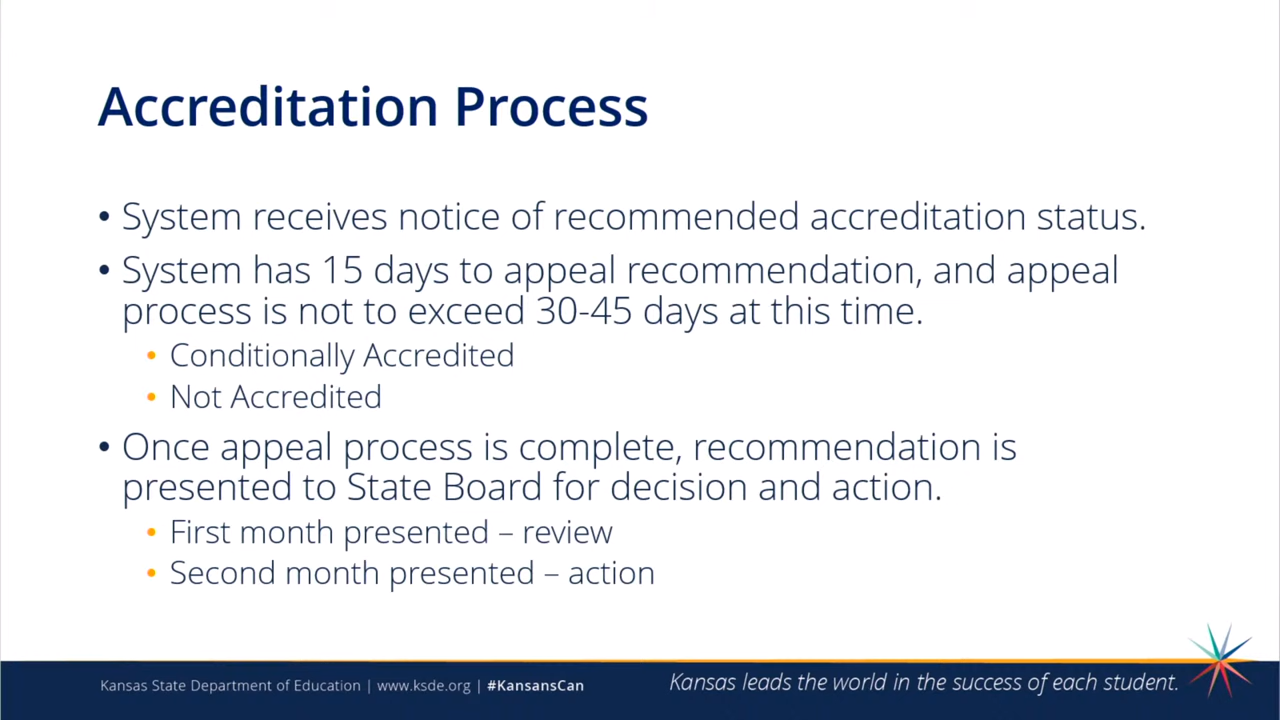 Accreditation Process
• System receives notice of recommended accreditation status.
• System has 15 days to appeal recommendation, and appeal
process is not to exceed 30-45 days at this time.
• Conditionally Accredited
• Not Accredited
• Once appeal process is complete, recommendation is
presented to State Board for decision and action.
• First month presented – review
• Second month presented – action
Kansas State Department of Education | www.ksde.org | #KansansCan
Kansas leads the world in the success of each student.